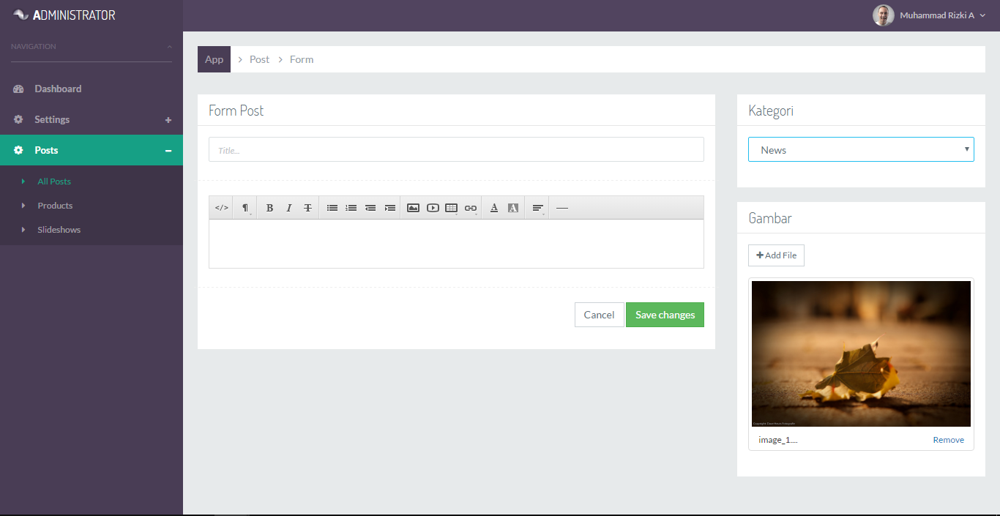 ADMINISTRATOR
Muhammad Rizki A
NAVIGATION
Dashboard
Settings
Posts
All Posts
Products
Slideshows
App > Post > Form
Form Post
Title...
</> ¶ B I T A A
Cancel Save changes
Kategori
News
Gambar
Add File
image_1....
Remove